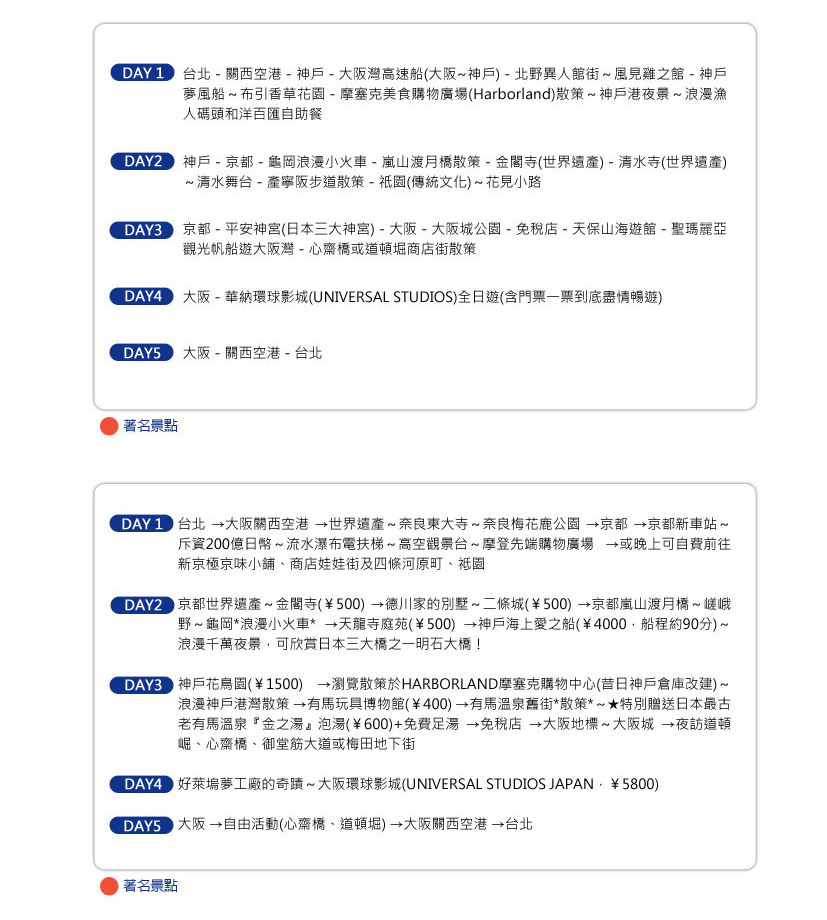 DAY 1 台北 - 關西空港 - 神戶 - 大阪灣高速船(大阪~神戶) - 北野異人館街~風見雞之館 - 神戶
夢風船~布引香草花園 - 摩塞克美食購物廣場(Harborland)散策~神戶港夜景~浪漫漁
人碼頭和洋百匯自助餐
DAY2 神戶 - 京都 - 龜岡浪漫小火車 - 嵐山渡月橋散策 - 金閣寺(世界遺產) - 清水寺(世界遺產)
~清水舞台 - 產寧阪步道散策 - 祇園(傳統文化)~花見小路
DAY3 京都 - 平安神宮(日本三大神宮) - 大阪 - 大阪城公園 - 免稅店 - 天保山海遊館 - 聖瑪麗亞
觀光帆船遊大阪灣 - 心齋橋或道頓堀商店街散策
DAY4 大阪 - 華納環球影城(UNIVERSAL STUDIOS)全日遊(含門票一票到底盡情暢遊)
DAY5 大阪 - 關西空港 - 台北
著名景點
DAY 1 台北 →大阪關西空港 →世界遺產~奈良東大寺~奈良梅花鹿公園 →京都 →京都新車站~
斥資200億日幣~流水瀑布電扶梯~高空觀景台~摩登先端購物廣場 →或晚上可自費前往
新京極京味小鋪、商店娃娃街及四條河原町、祇園
DAY2 京都世界遺產~金閣寺(¥500) →德川家的別墅~二條城(¥500) →京都嵐山渡月橠~嵯峨
野~龜岡*浪漫小火車* →天龍寺庭苑(¥500) →神戶海上愛之船(¥4000,船程約90分)~
浪漫千萬夜景,可欣賞日本三大橋之一明石大橋!
DAY3 神戶花鳥園(¥1500) →瀏覽散策於HARBORLAND摩塞克購物中心(昔日神戶倉庫改建)~
浪漫神戶港灣散策 →有馬玩具博物館(¥400) →有馬溫泉舊街*散策*~★特別贈送日本最古
老有馬溫泉『金之湯』泡湯(¥600)+免費足湯 →免稅店 →大阪地標~大阪城 →夜訪道頓
崛、心齋橋、御堂筋大道或梅田地下街
DAY4 好萊塢夢工廠的奇蹟~大阪環球影城(UNIVERSAL STUDIOS JAPAN,¥5800)
DAY5 大阪 →自由活動(心齋橋、道頓堀) →大阪關西空港 →台北
著名景點